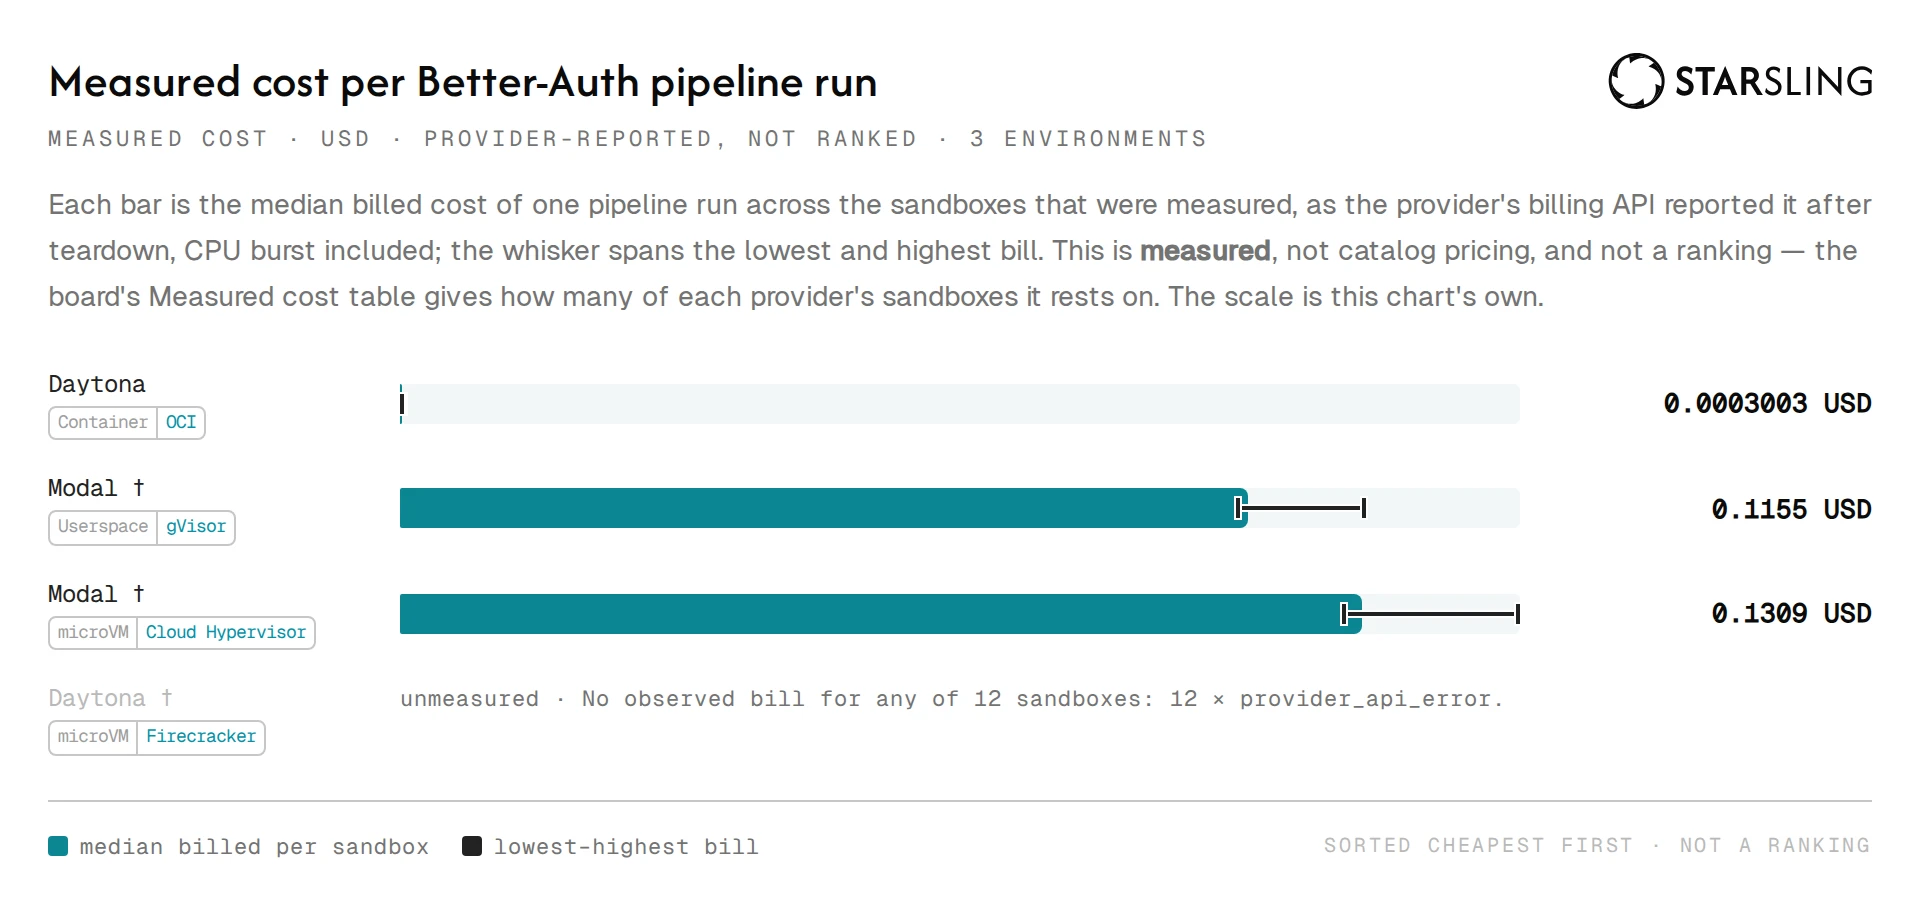 Measured cost per Better-Auth pipeline run
STARSLING
MEASURED COST · USD · PROVIDER-REPORTED, NOT RANKED · 3 ENVIRONMENTS
Each bar is the median billed cost of one pipeline run across the sandboxes that were measured, as the provider's billing API reported it after
teardown, CPU burst included; the whisker spans the lowest and highest bill. This is measured, not catalog pricing, and not a ranking — the
board's Measured cost table gives how many of each provider's sandboxes it rests on. The scale is this chart's own.
Daytona
Container OCI
0.0003003 USD
Modal †
Userspace gVisor
0.1155 USD
Modal †
microVM Cloud Hypervisor
0.1309 USD
Daytona †
microVM Firecracker
unmeasured · No observed bill for any of 12 sandboxes: 12 × provider_api_error.
median billed per sandbox
lowest-highest bill
SORTED CHEAPEST FIRST · NOT A RANKING